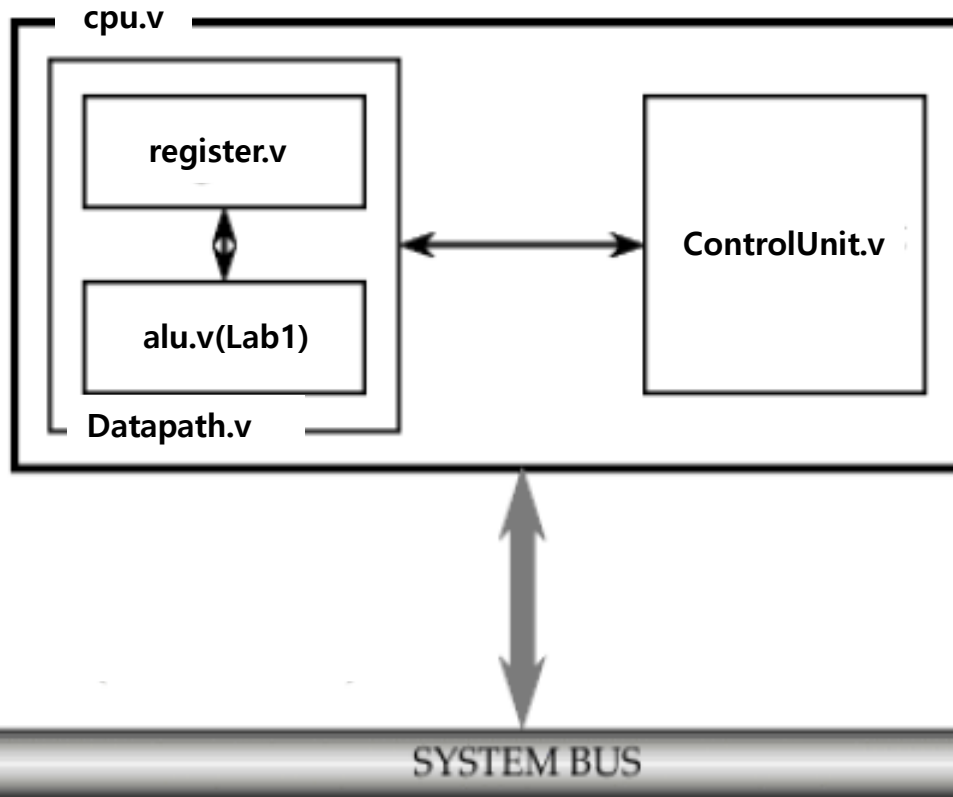 cpu.v
register.v
ControlUnit.v
alu.v(Lab1)
Datapath.v
SYSTEM BUS